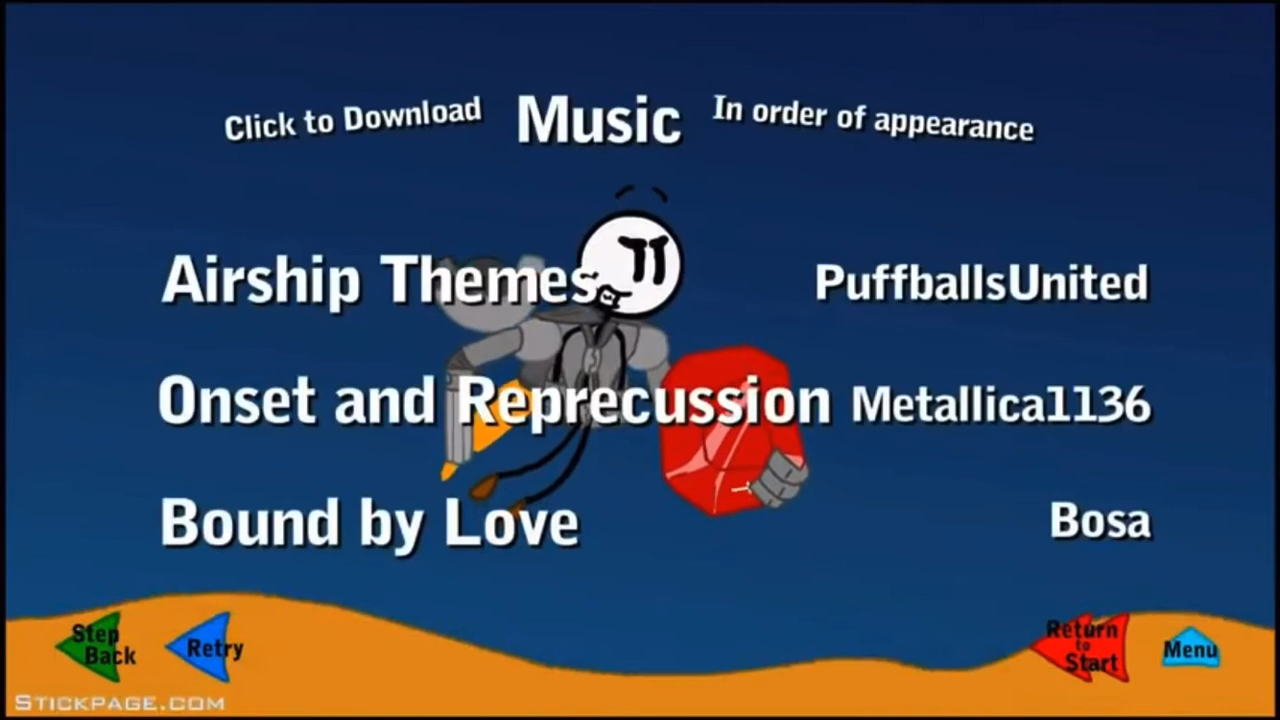 Click to Download Music In order of appearance
Airship Themes PuffballsUnited
Onset and Reprecussion Metallica1136
Bound by Love Bosa
Step Back
Retry
Return to Start
Menu
STICKPAGE.COM